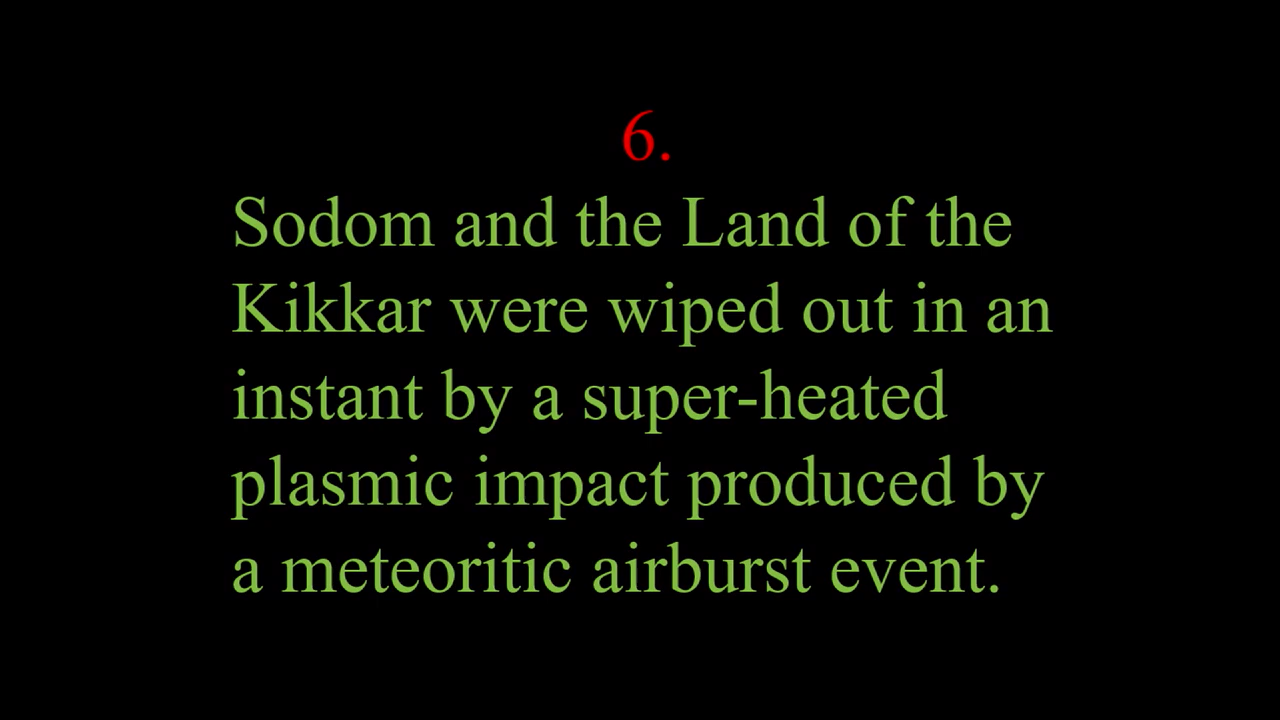 6.
Sodom and the Land of the
Kikkar were wiped out in an
instant by a super-heated
plasmic impact produced by
a meteoritic airburst event.